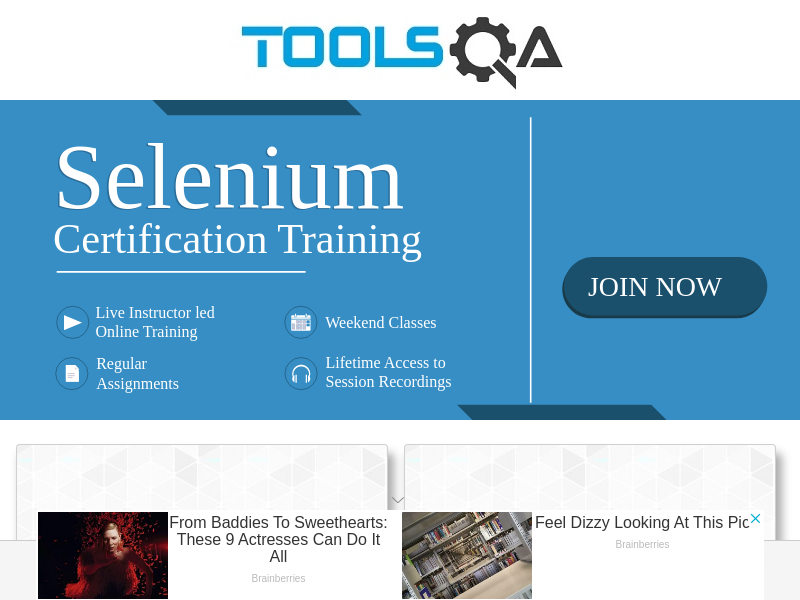 TOOLSQA
Selenium
Certification Training
JOIN NOW
Live Instructor led
Online Training
Weekend Classes
Regular
Assignments
Lifetime Access to
Session Recordings
From Baddies To Sweethearts:
These 9 Actresses Can Do It
All
Brainberries
Feel Dizzy Looking At This Pic
Brainberries